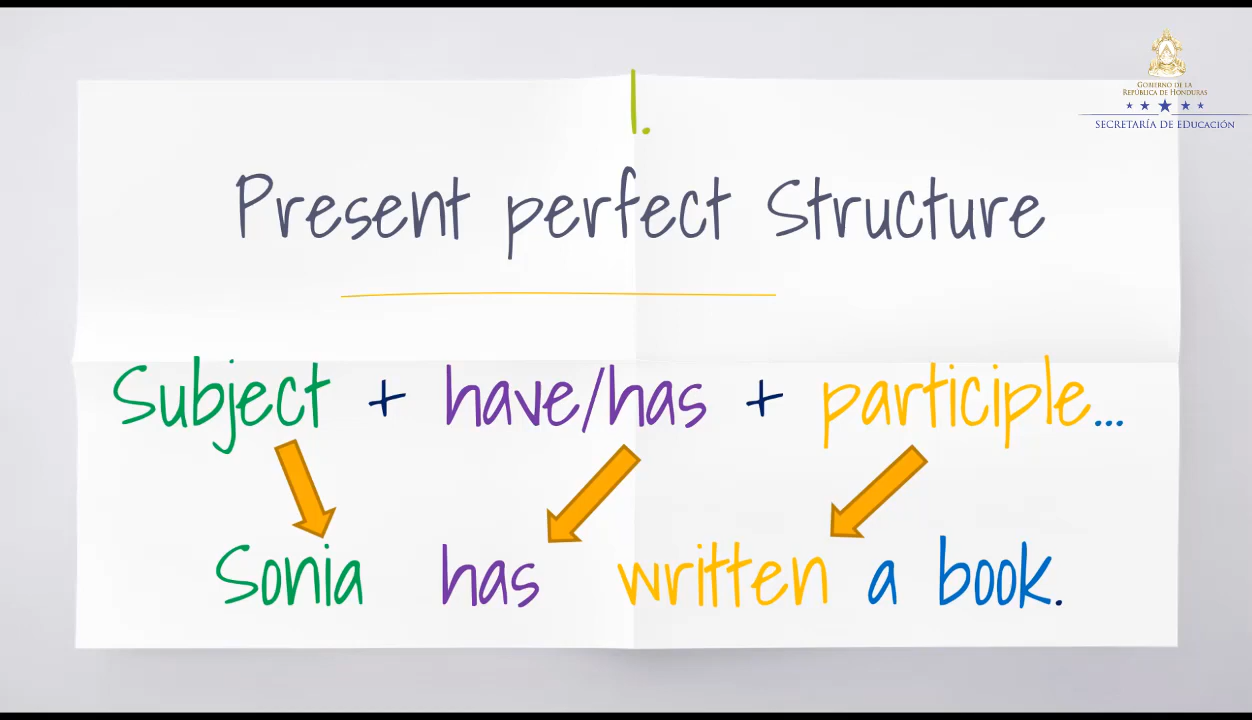 GOBIERNO DE LA
REPÚBLICA DE HONDURAS
SECRETARÍA DE EDUCACIÓN
1.
Present perfect Structure
Subject + have/has + participle...
Sonia has written a book.